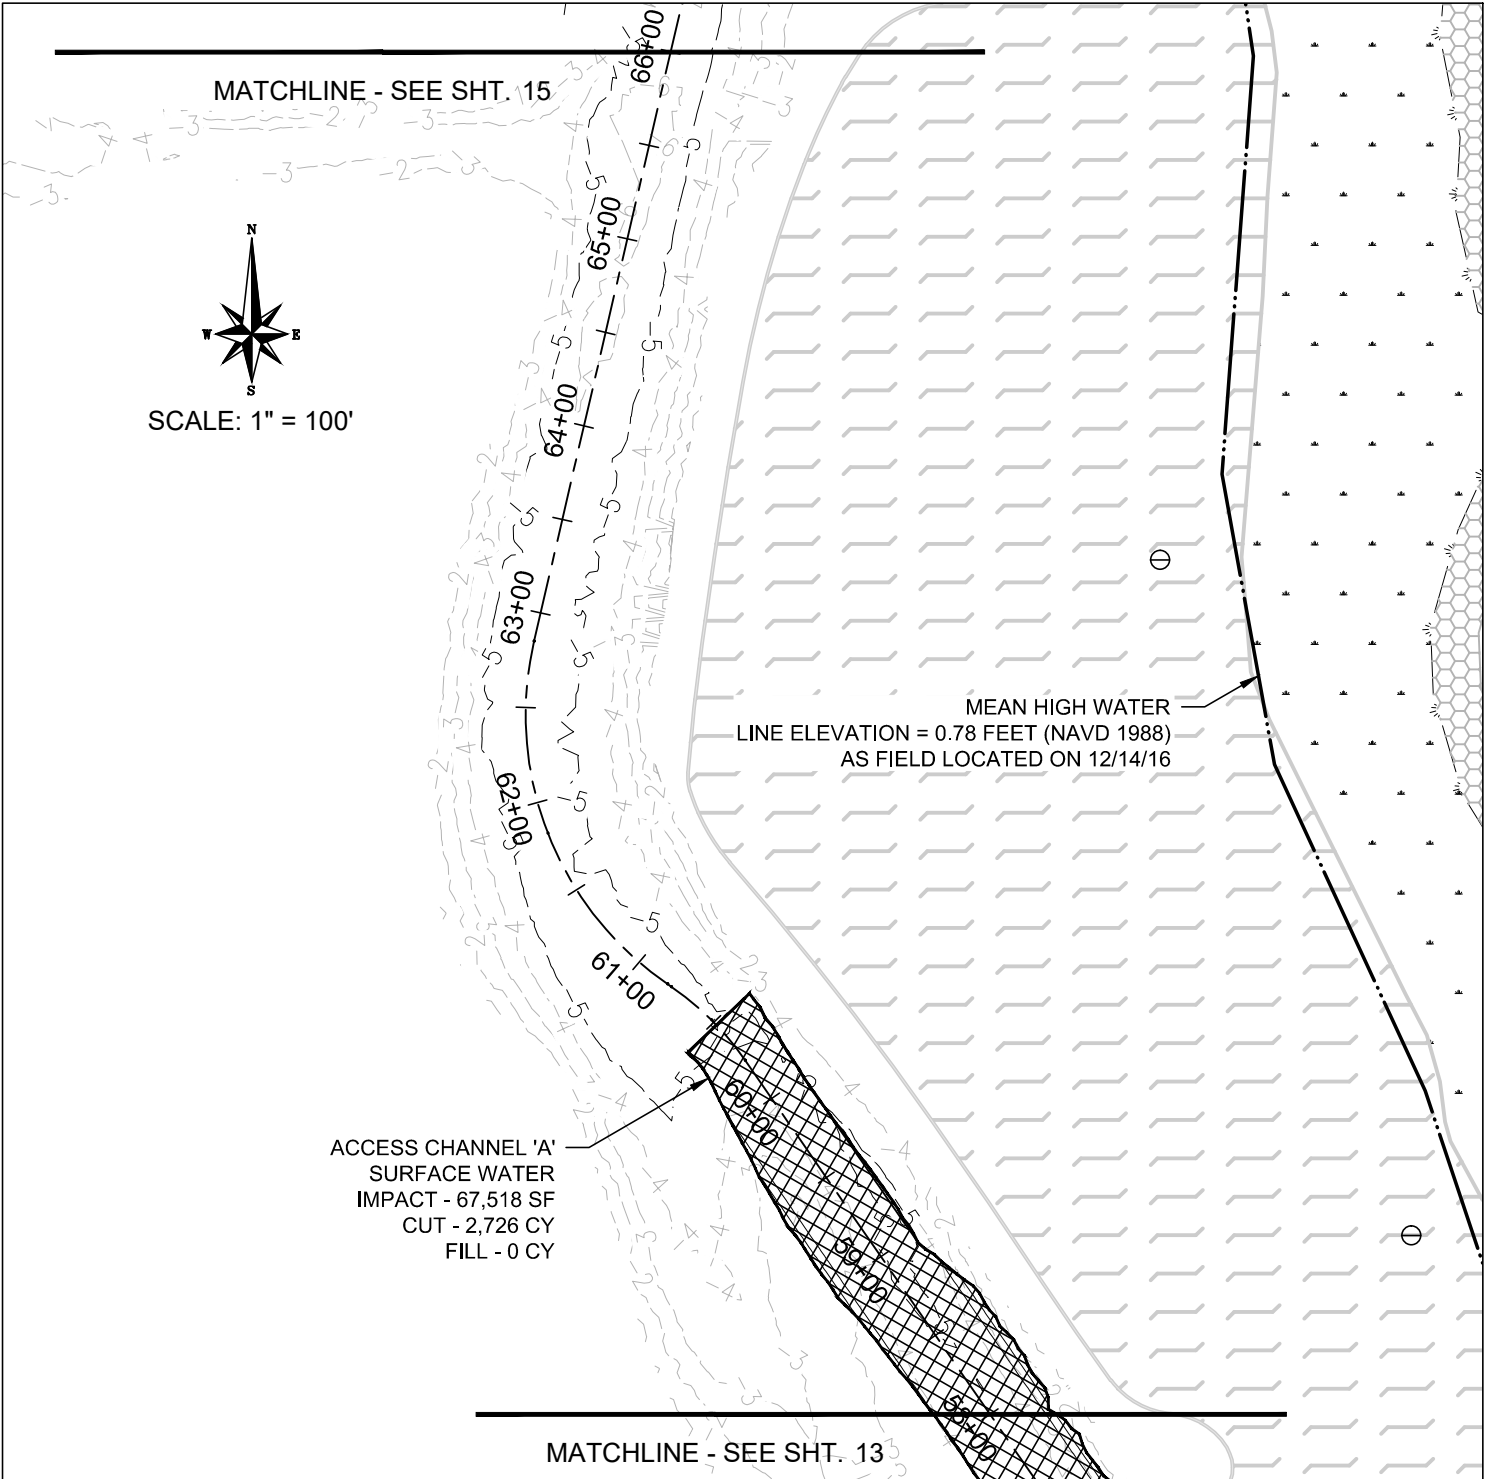 66+00
MATCHLINE - SEE SHT. 15
65+00
N
W E
S
SCALE: 1" = 100'
64+00
63+00
MEAN HIGH WATER
LINE ELEVATION = 0.78 FEET (NAVD 1988)
AS FIELD LOCATED ON 12/14/16
62+00
61+00
60+00
ACCESS CHANNEL 'A'
SURFACE WATER
IMPACT - 67,518 SF
CUT - 2,726 CY
FILL - 0 CY
59+00
58+00
MATCHLINE - SEE SHT. 13